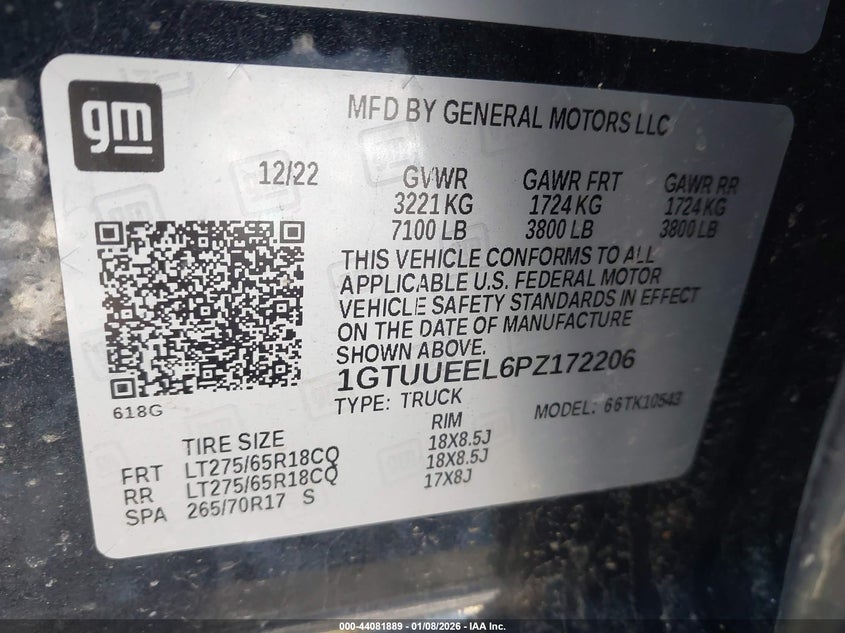 gm
MFD BY GENERAL MOTORS LLC
12/22
GVWR GAWR FRT GAWR RR
3221 KG 1724 KG 1724 KG
7100 LB 3800 LB 3800 LB
THIS VEHICLE CONFORMS TO ALL
APPLICABLE U.S. FEDERAL MOTOR
VEHICLE SAFETY STANDARDS IN EFFECT
ON THE DATE OF MANUFACTURE
SHOWN ABOVE.
1GTUUEEL6PZ172206
TYPE: TRUCK MODEL: 66TK10543
618G
TIRE SIZE RIM
FRT LT275/65R18CQ 18X8.5J
RR LT275/65R18CQ 18X8.5J
SPA 265/70R17 S 17X8J
000-44081889 - 01/08/2026 - IAA Inc.